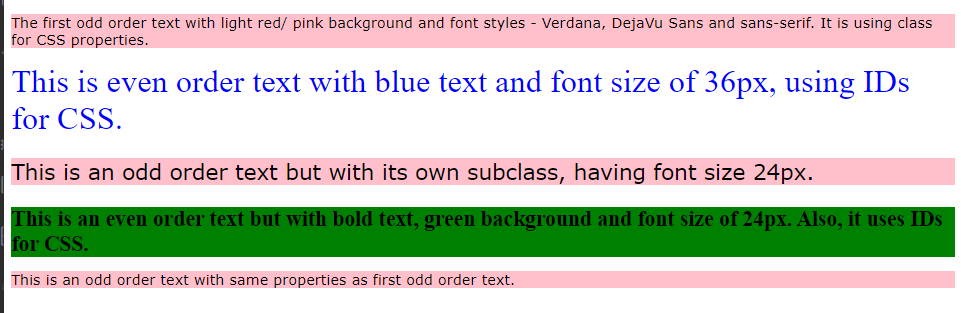 The first odd order text with light red/ pink background and font styles - Verdana, DejaVu Sans and sans-serif. It is using class
for CSS properties.
This is even order text with blue text and font size of 36px, using IDs
for CSS.
This is an odd order text but with its own subclass, having font size 24px.
This is an even order text but with bold text, green background and font size of 24px. Also, it uses IDs
for CSS.
This is an odd order text with same properties as first odd order text.